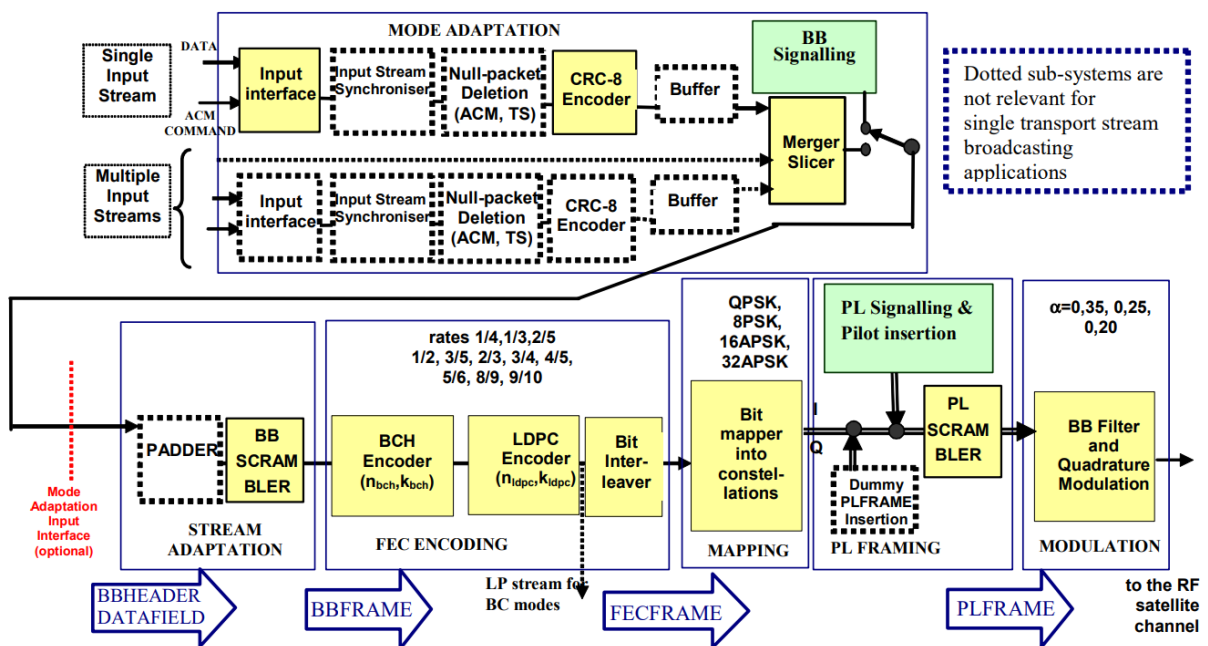 MODE ADAPTATION
BB
Signalling
Dotted sub-systems are
not relevant for
single transport stream
broadcasting
applications
Single
Input
Stream
DATA
ACM
COMMAND
Input
interface
Input Stream
Synchroniser
Null-packet
Deletion
(ACM, TS)
CRC-8
Encoder
Buffer
Merger
Slicer
Multiple
Input
Streams
Input
interface
Input Stream
Synchroniser
Null-packet
Deletion
(ACM, TS)
CRC-8
Encoder
Buffer
Mode
Adaptation
Input
Interface
(optional)
PADDER
BB
SCRAM
BLER
STREAM
ADAPTATION
rates 1/4,1/3,2/5
1/2, 3/5, 2/3, 3/4, 4/5,
5/6, 8/9, 9/10
BCH
Encoder
(nbch,kbch)
LDPC
Encoder
(nldpc,kldpc)
Bit
Inter-
leaver
FEC ENCODING
LP stream for
BC modes
QPSK,
8PSK,
16APSK,
32APSK
Bit
mapper
into
constel-
lations
MAPPING
PL Signalling &
Pilot insertion
I
Q
PL
SCRAM
BLER
Dummy
PLFRAME
Insertion
PL FRAMING
α=0,35, 0,25,
0,20
BB Filter
and
Quadrature
Modulation
MODULATION
BBHEADER
DATAFIELD
BBFRAME
FECFRAME
PLFRAME
to the RF
satellite
channel